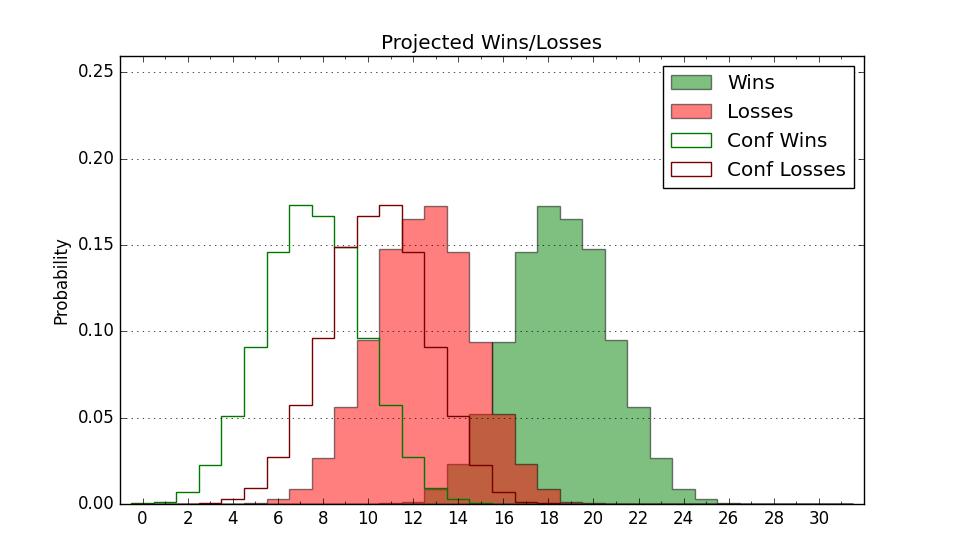 Projected Wins/Losses
0.25
0.20
0.15
0.10
0.05
0.00
Probability
Wins
Losses
Conf Wins
Conf Losses
0 2 4 6 8 10 12 14 16 18 20 22 24 26 28 30